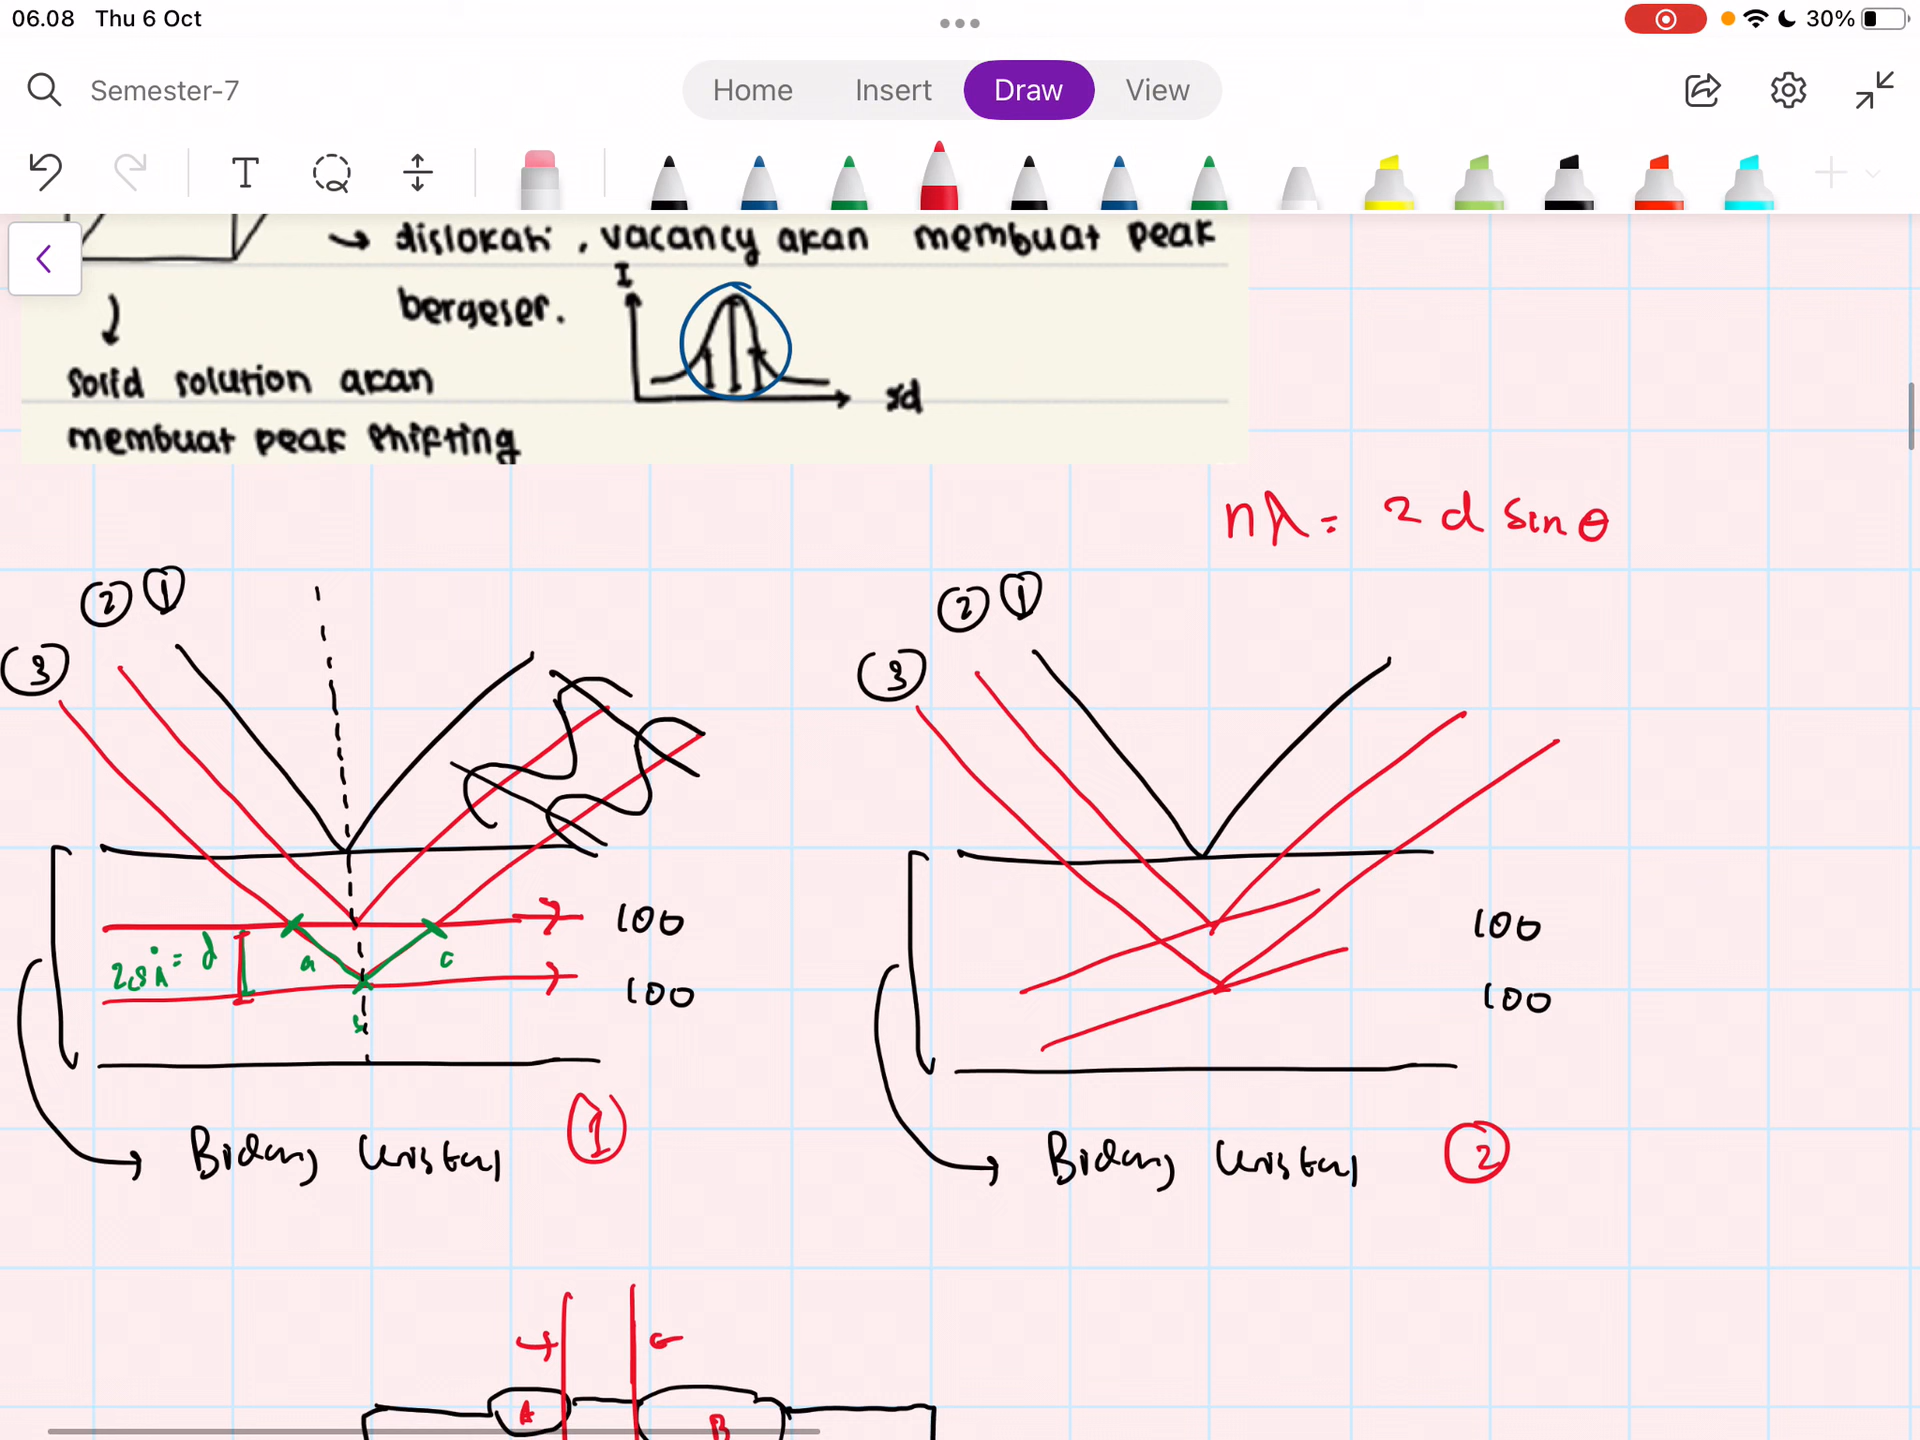 06.08 Thu 6 Oct
30%
Semester-7
Home Insert Draw View
T
→ dislokasi, vacancy akan membuat peak
bergeser.
I
Solid solution akan
membuat peak shifting
nλ = 2 d sin θ
② ①
③
100
d
a
c
100
Bidang kristal
①
② ①
③
100
100
Bidang kristal
②
A
B